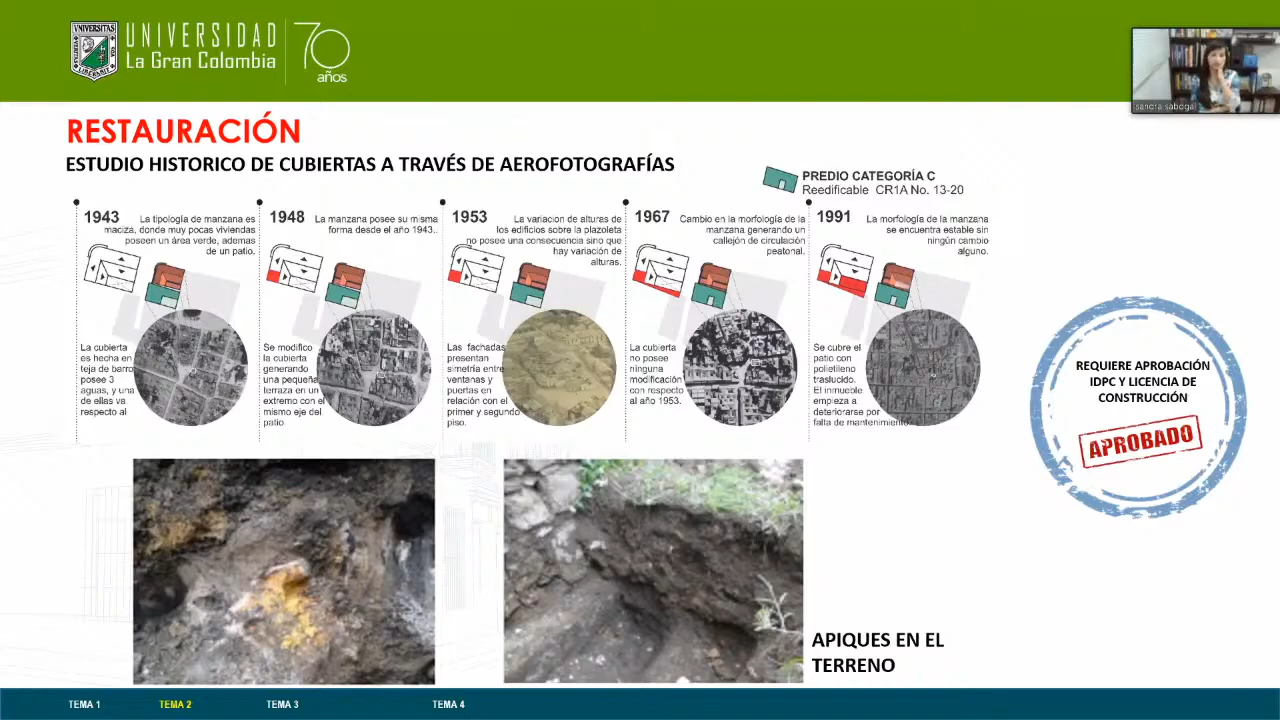 UNIVERSITAS
VERITAS
VOS
LIBERABIT
UNIVERSIDAD
La Gran Colombia
70
años
sandra sabogal
RESTAURACIÓN
ESTUDIO HISTORICO DE CUBIERTAS A TRAVÉS DE AEROFOTOGRAFÍAS
PREDIO CATEGORÍA C
Reedificable CR1A No. 13-20
1943
La tipología de manzana es
maciza, donde muy pocas viviendas
poseen un área verde, ademas
de un patio.
La cubierta
es hecha en
teja de barro
posee 3
aguas, y una
de ellas va
respecto al
1948
La manzana posee su misma
forma desde el año 1943..
Se modifico
la cubierta
generando
una pequeña
terraza en un
extremo con el
mismo eje del
patio
1953
La variacion de alturas de
los edificios sobre la plazoleta
no posee una consecuencia sino que
hay variación de
alturas.
Las fachadas
presentan
simetría entre
ventanas y
puertas en
relación con el
primer y segundo
piso.
1967
Cambio en la morfología de la
manzana generando un
callejón de circulación
peatonal.
La cubierta
no posee
ninguna
modificación
con respecto
al año 1953.
1991
La morfología de la manzana
se encuentra estable sin
ningún cambio
alguno.
Se cubre el
patio con
polietileno
traslucido.
El inmueble
empieza a
deteriorarse por
falta de mantenimiento
REQUIERE APROBACIÓN
IDPC Y LICENCIA DE
CONSTRUCCIÓN
APROBADO
APIQUES EN EL
TERRENO
TEMA 1
TEMA 2
TEMA 3
TEMA 4